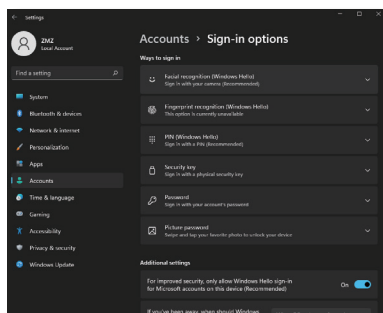 Settings
ZMZ
Local Account
Find a setting
System
Bluetooth & devices
Network & internet
Personalization
Apps
Accounts
Time & language
Gaming
Accessibility
Privacy & security
Windows Update
Accounts > Sign-in options
Ways to sign in
Facial recognition (Windows Hello)
Sign in with your camera (Recommended)
Fingerprint recognition (Windows Hello)
This option is currently unavailable
PIN (Windows Hello)
Sign in with a PIN (Recommended)
Security key
Sign in with a physical security key
Password
Sign in with your account's password
Picture password
Swipe and tap your favorite photo to unlock your device
Additional settings
For improved security, only allow Windows Hello sign-in
for Microsoft accounts on this device (Recommended)
On
If you've been away, when should Windows